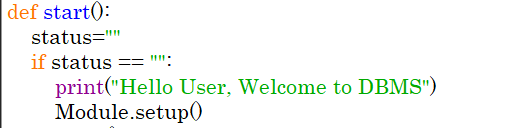 def start():
    status=""
    if status == "":
        print("Hello User, Welcome to DBMS")
        Module.setup()